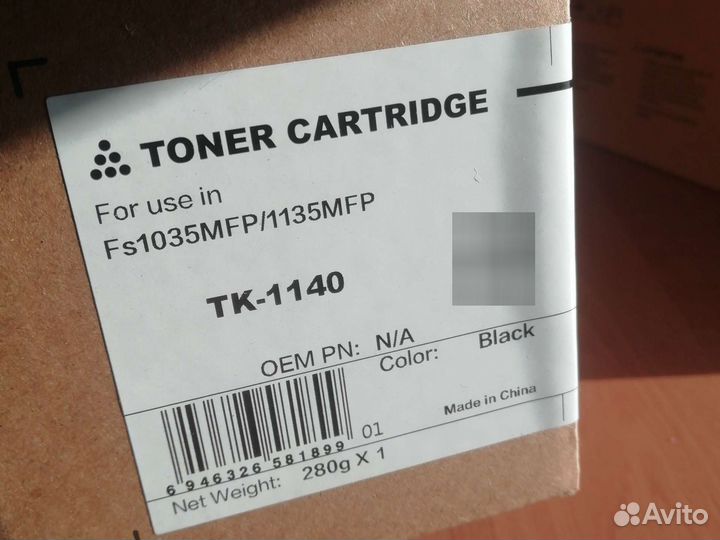 TONER CARTRIDGE
For use in
Fs1035MFP/1135MFP
TK-1140
OEM PN: N/A
Color: Black
6 946326 581899 01
Made in China
Net Weight: 280g X 1
Avito